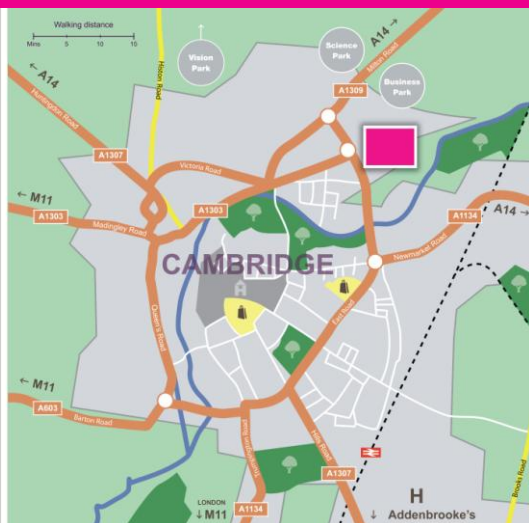 Walking distance
Mins 5 10 15
← A14
Histon Road
Vision
Park
Science
Park
A14 →
Milton Road
Business
Park
A1309
Huntingdon Road
A1307
Victoria Road
← M11
A1303
Madingley Road
A1303
A1134
A14 →
Newmarket Road
CAMBRIDGE
A
East Road
Queen's Road
← M11
A603
Barton Road
Trumpington Road
Hills Road
A1307
A1134
LONDON
↓ M11
H
↓ Addenbrooke's
Brooks Road